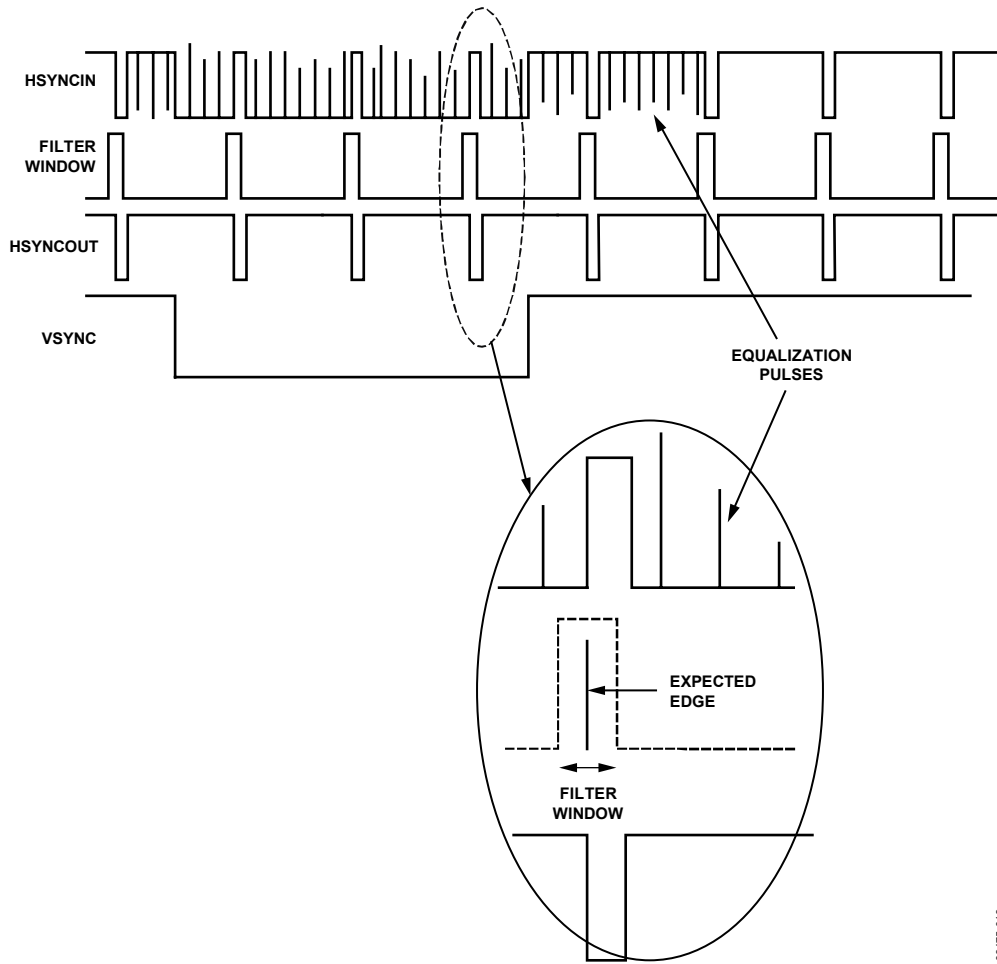 HSYNCIN
FILTER
WINDOW
HSYNCOUT
VSYNC
EQUALIZATION
PULSES
EXPECTED
EDGE
FILTER
WINDOW